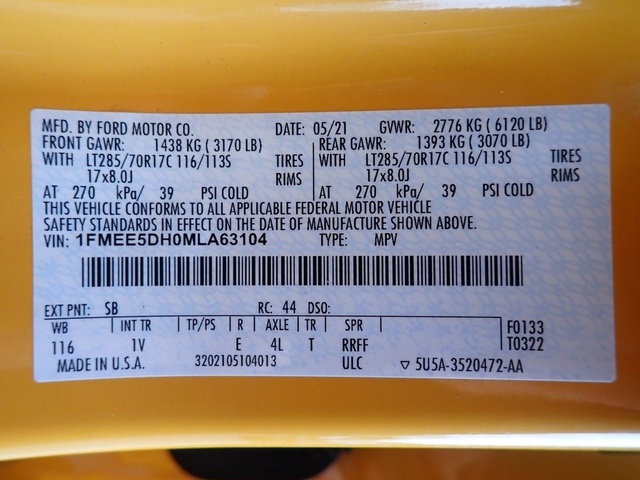 MFD. BY FORD MOTOR CO. DATE: 05/21 GVWR: 2776 KG ( 6120 LB)
FRONT GAWR: 1438 KG ( 3170 LB) REAR GAWR: 1393 KG ( 3070 LB)
WITH LT285/70R17C 116/113S TIRES WITH LT285/70R17C 116/113S TIRES
17x8.0J RIMS 17x8.0J RIMS
AT 270 kPa/ 39 PSI COLD AT 270 kPa/ 39 PSI COLD
THIS VEHICLE CONFORMS TO ALL APPLICABLE FEDERAL MOTOR VEHICLE
SAFETY STANDARDS IN EFFECT ON THE DATE OF MANUFACTURE SHOWN ABOVE.
VIN: 1FMEE5DH0MLA63104 TYPE: MPV
EXT PNT: SB RC: 44 DSO:
WB INT TR TP/PS R AXLE TR SPR F0133
116 1V E 4L T RRFF T0322
MADE IN U.S.A. 3202105104013 ULC ▽ 5U5A-3520472-AA